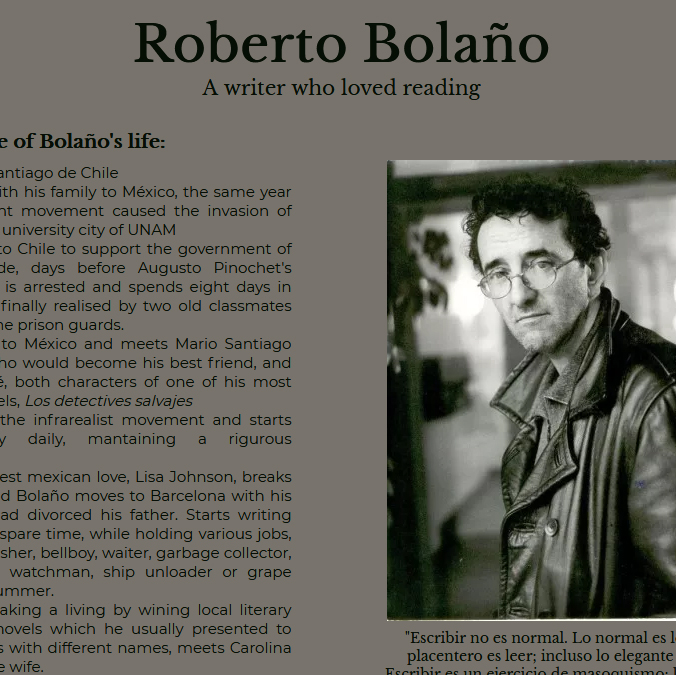 Roberto Bolaño
A writer who loved reading
e of Bolaño's life:
antiago de Chile
ith his family to México, the same year
nt movement caused the invasion of
university city of UNAM
to Chile to support the government of
de, days before Augusto Pinochet's
is arrested and spends eight days in
finally realised by two old classmates
he prison guards.
to México and meets Mario Santiago
ho would become his best friend, and
é, both characters of one of his most
els, Los detectives salvajes
the infrarealist movement and starts
y daily, mantaining a rigurous
est mexican love, Lisa Johnson, breaks
d Bolaño moves to Barcelona with his
ad divorced his father. Starts writing
spare time, while holding various jobs,
sher, bellboy, waiter, garbage collector,
watchman, ship unloader or grape
ummer.
aking a living by wining local literary
novels which he usually presented to
s with different names, meets Carolina
e wife.
"Escribir no es normal. Lo normal es l
placentero es leer; incluso lo elegante
Escribir es un ejercicio de masoquismo;